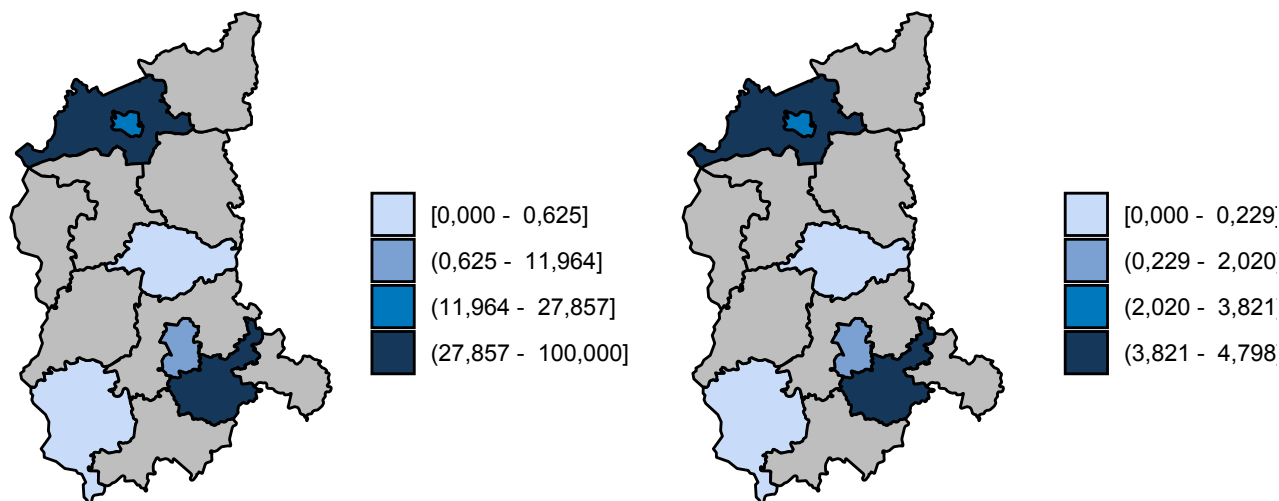 [0,000 - 0,625]
(0,625 - 11,964]
(11,964 - 27,857]
(27,857 - 100,000]
[0,000 - 0,229]
(0,229 - 2,020]
(2,020 - 3,821]
(3,821 - 4,798]